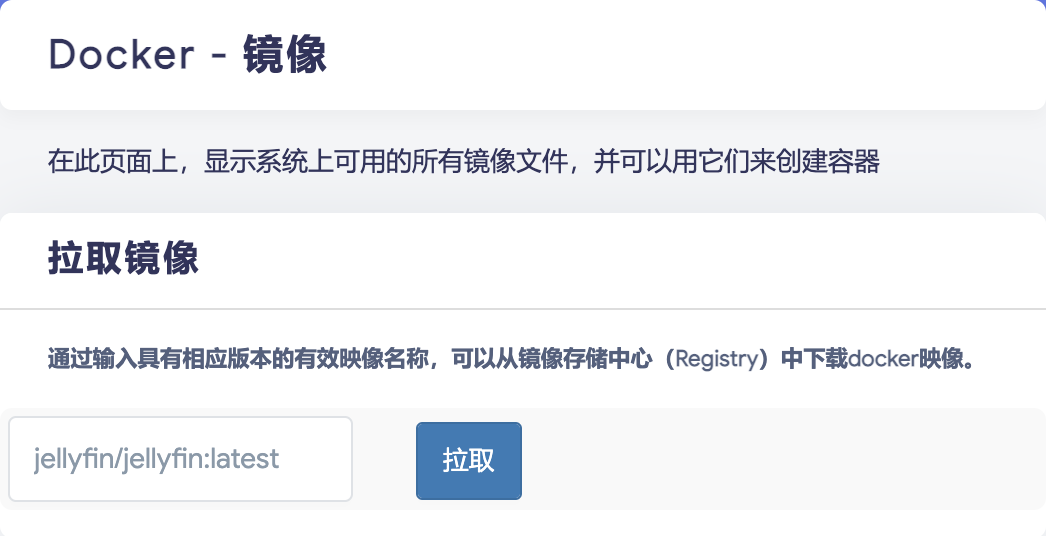 Docker - 镜像
在此页面上，显示系统上可用的所有镜像文件，并可以用它们来创建容器
拉取镜像
通过输入具有相应版本的有效映像名称，可以从镜像存储中心（Registry）中下载docker映像。
jellyfin/jellyfin:latest
拉取